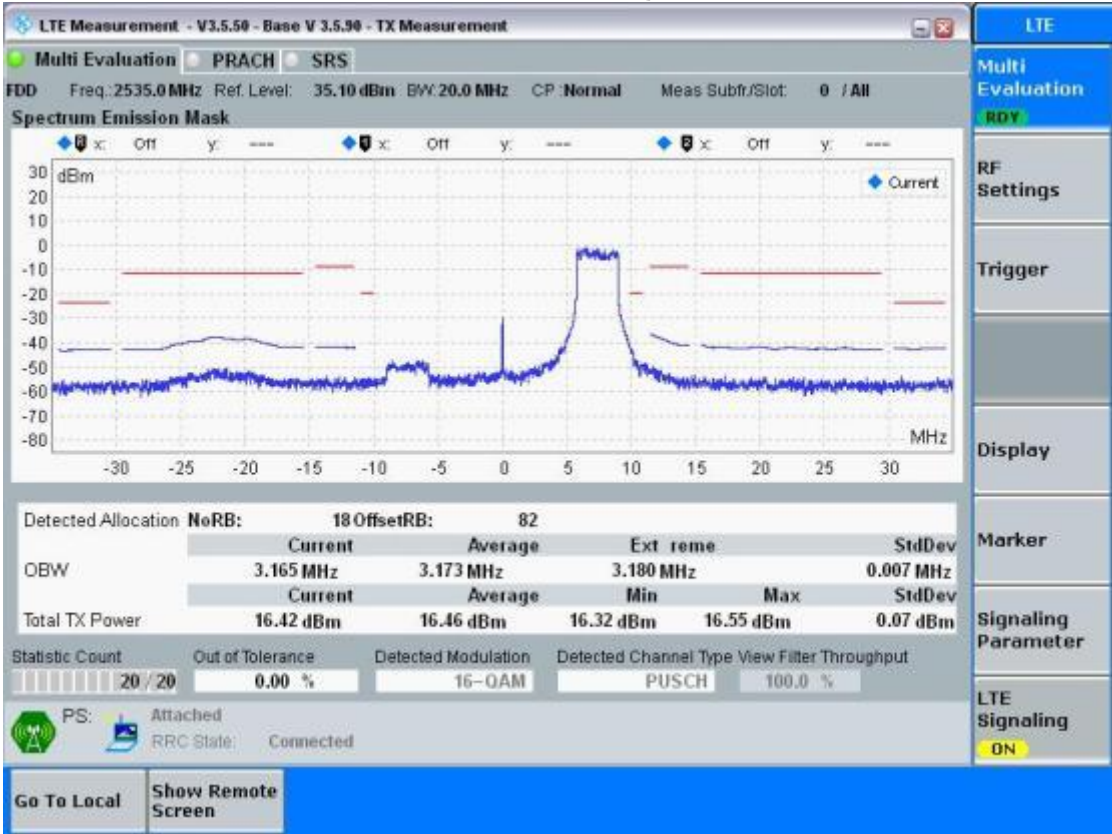 LTE Measurement - V3.5.50 - Base V 3.5.90 - TX Measurement
LTE
Multi Evaluation PRACH SRS
Multi
Evaluation
RDY
FDD Freq.:2535.0 MHz Ref. Level: 35.10 dBm BW:20.0 MHz CP :Normal Meas Subfr./Slot: 0 / All
Spectrum Emission Mask
x: Off y: --- x: Off y: --- x: Off y: ---
30 dBm
Current
20
10
0
-10
-20
-30
-40
-50
-60
-70
-80
MHz
-30 -25 -20 -15 -10 -5 0 5 10 15 20 25 30
RF
Settings
Trigger
Display
Marker
Signaling
Parameter
LTE
Signaling
ON
Detected Allocation NoRB: 18 OffsetRB: 82
Current Average Ext reme StdDev
OBW 3.165 MHz 3.173 MHz 3.180 MHz 0.007 MHz
Current Average Min Max StdDev
Total TX Power 16.42 dBm 16.46 dBm 16.32 dBm 16.55 dBm 0.07 dBm
Statistic Count Out of Tolerance Detected Modulation Detected Channel Type View Filter Throughput
20 / 20 0.00 % 16-QAM PUSCH 100.0 %
PS: Attached
RRC State: Connected
Go To Local
Show Remote
Screen